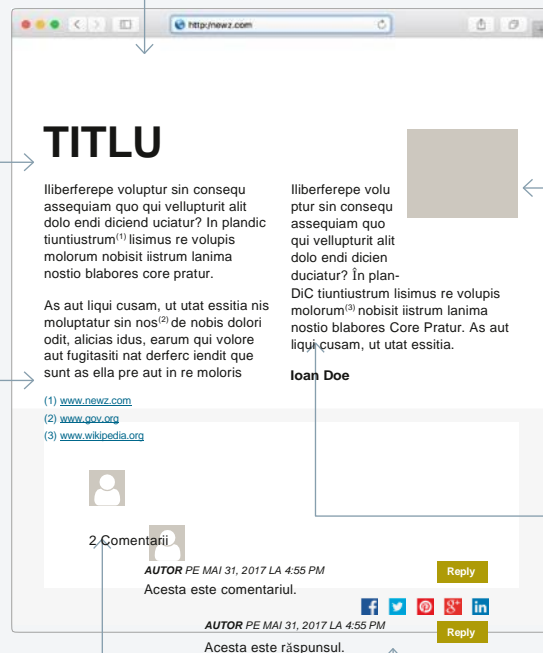 http:/newz.com
TITLU
Iliberferepe voluptur sin consequ
assequiam quo qui vellupturit alit
dolo endi diciend uciatur? In plandic
tiuntiustrum(1) lisimus re volupis
molorum nobisit iistrum lanima
nostio blabores core pratur.
As aut liqui cusam, ut utat essitia nis
moluptatur sin nos(2) de nobis dolori
odit, alicias idus, earum qui volore
aut fugitasiti nat derferc iendit que
sunt as ella pre aut in re moloris
Iliberferepe volu
ptur sin consequ
assequiam quo
qui vellupturit alit
dolo endi dicien
duciatur? În plan-
DiC tiuntiustrum lisimus re volupis
molorum(3) nobisit iistrum lanima
nostio blabores Core Pratur. As aut
liqui cusam, ut utat essitia.
Ioan Doe
(1) www.newz.com
(2) www.gov.org
(3) www.wikipedia.org
2 Comentarii
AUTOR PE MAI 31, 2017 LA 4:55 PM
Reply
Acesta este comentariul.
f
8+
in
AUTOR PE MAI 31, 2017 LA 4:55 PM
Reply
Acesta este răspunsul.